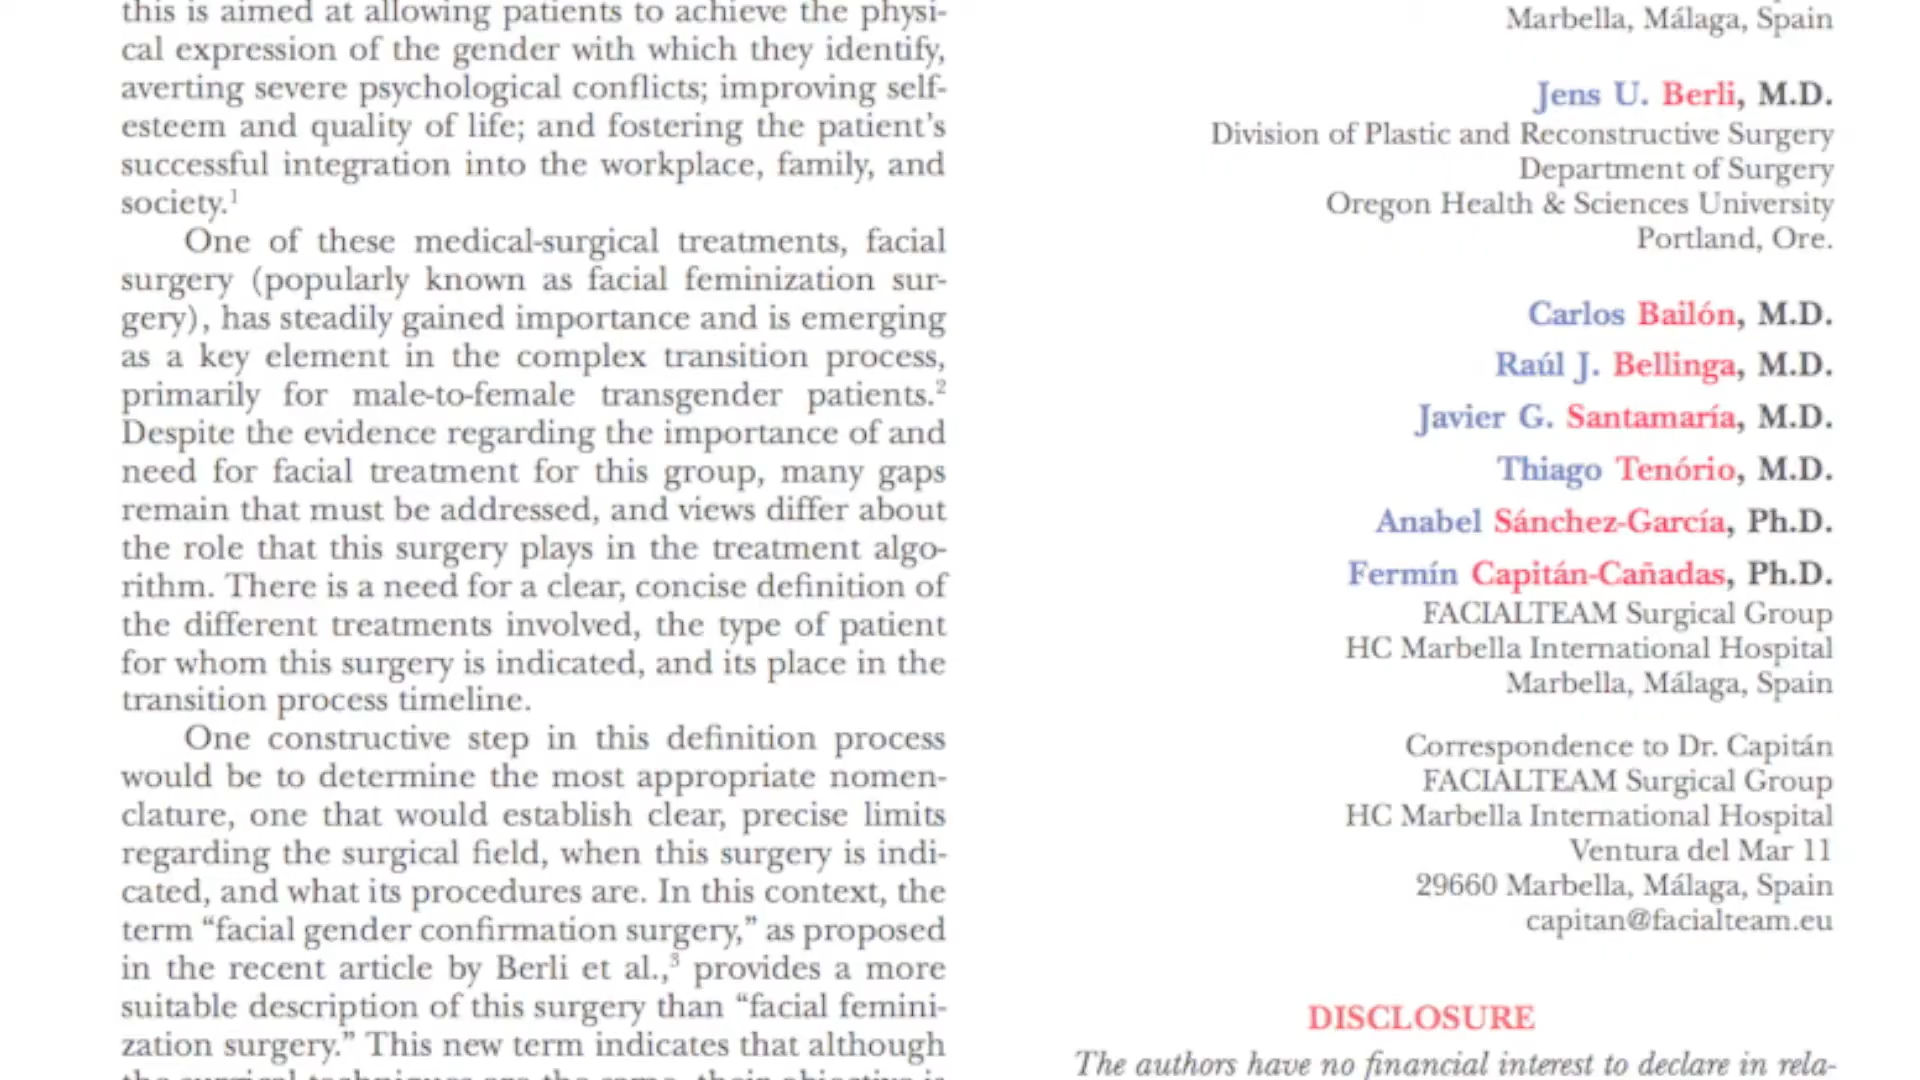 this is aimed at allowing patients to achieve the physi-
cal expression of the gender with which they identify,
averting severe psychological conflicts; improving self-
esteem and quality of life; and fostering the patient's
successful integration into the workplace, family, and
society.1
One of these medical-surgical treatments, facial
surgery (popularly known as facial feminization sur-
gery), has steadily gained importance and is emerging
as a key element in the complex transition process,
primarily for male-to-female transgender patients.2
Despite the evidence regarding the importance of and
need for facial treatment for this group, many gaps
remain that must be addressed, and views differ about
the role that this surgery plays in the treatment algo-
rithm. There is a need for a clear, concise definition of
the different treatments involved, the type of patient
for whom this surgery is indicated, and its place in the
transition process timeline.
One constructive step in this definition process
would be to determine the most appropriate nomen-
clature, one that would establish clear, precise limits
regarding the surgical field, when this surgery is indi-
cated, and what its procedures are. In this context, the
term “facial gender confirmation surgery,” as proposed
in the recent article by Berli et al.,3 provides a more
suitable description of this surgery than “facial femini-
zation surgery.” This new term indicates that although
Marbella, Málaga, Spain
Jens U. Berli, M.D.
Division of Plastic and Reconstructive Surgery
Department of Surgery
Oregon Health & Sciences University
Portland, Ore.
Carlos Bailón, M.D.
Raúl J. Bellinga, M.D.
Javier G. Santamaría, M.D.
Thiago Tenório, M.D.
Anabel Sánchez-García, Ph.D.
Fermín Capitán-Cañadas, Ph.D.
FACIALTEAM Surgical Group
HC Marbella International Hospital
Marbella, Málaga, Spain
Correspondence to Dr. Capitán
FACIALTEAM Surgical Group
HC Marbella International Hospital
Ventura del Mar 11
29660 Marbella, Málaga, Spain
capitan@facialteam.eu
DISCLOSURE
The authors have no financial interest to declare in rela-